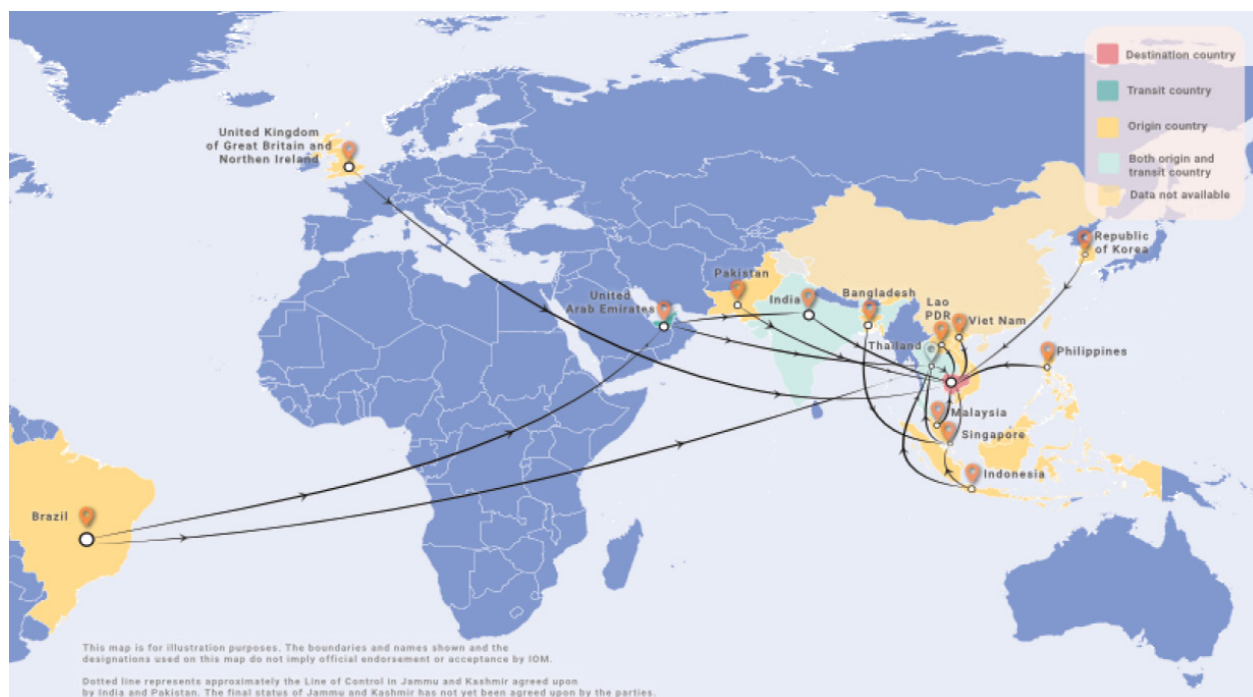 Destination country
Transit country
Origin country
Both origin and
transit country
Data not available
United Kingdom
of Great Britain and
Northen Ireland
Republic
of Korea
Pakistan
United
Arab Emirates
India
Bangladesh
Lao
PDR
Viet Nam
Thailand
Philippines
Malaysia
Singapore
Indonesia
Brazil
This map is for illustration purposes. The boundaries and names shown and the
designations used on this map do not imply official endorsement or acceptance by IOM.
Dotted line represents approximately the Line of Control in Jammu and Kashmir agreed upon
by India and Pakistan. The final status of Jammu and Kashmir has not yet been agreed upon by the parties.